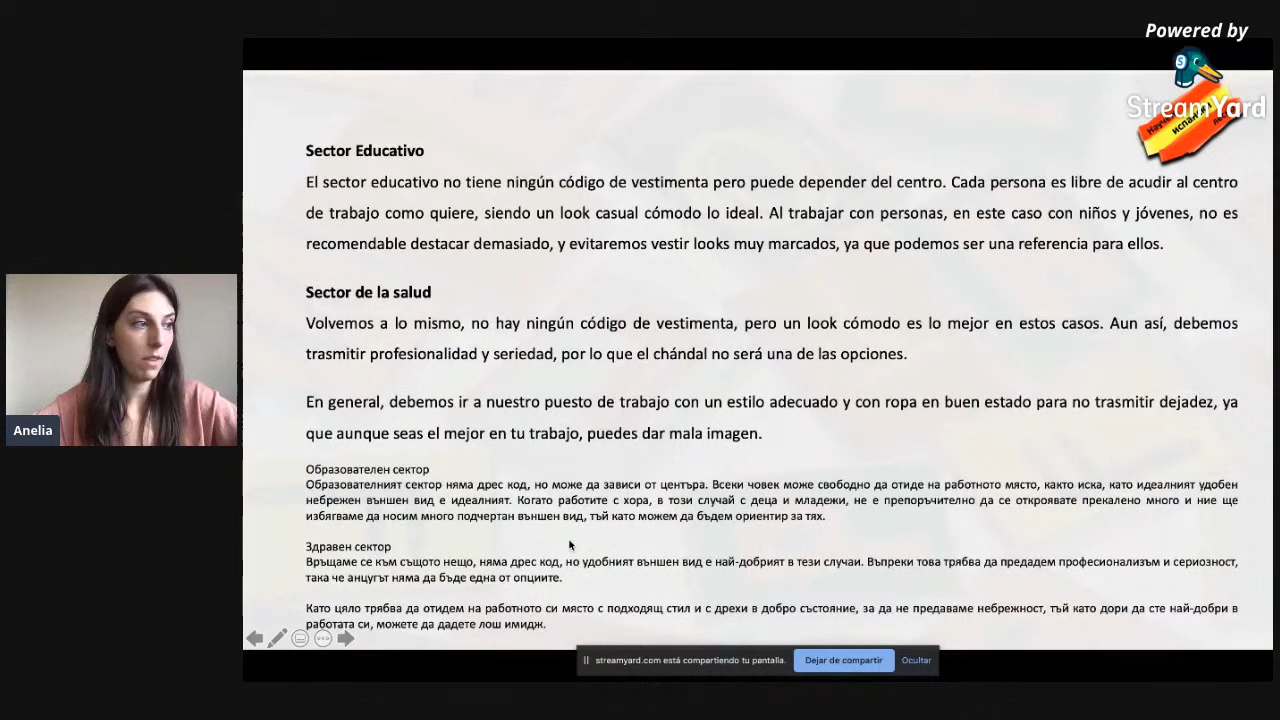 Powered by
StreamYard
испан
Sector Educativo
El sector educativo no tiene ningún código de vestimenta pero puede depender del centro. Cada persona es libre de acudir al centro
de trabajo como quiere, siendo un look casual cómodo lo ideal. Al trabajar con personas, en este caso con niños y jóvenes, no es
recomendable destacar demasiado, y evitaremos vestir looks muy marcados, ya que podemos ser una referencia para ellos.
Sector de la salud
Volvemos a lo mismo, no hay ningún código de vestimenta, pero un look cómodo es lo mejor en estos casos. Aun así, debemos
trasmitir profesionalidad y seriedad, por lo que el chándal no será una de las opciones.
En general, debemos ir a nuestro puesto de trabajo con un estilo adecuado y con ropa en buen estado para no trasmitir dejadez, ya
que aunque seas el mejor en tu trabajo, puedes dar mala imagen.
Anelia
Образователен сектор
Образователният сектор няма дрес код, но може да зависи от центъра. Всеки човек може свободно да отиде на работното място, както иска, като идеалният удобен
небрежен външен вид е идеалният. Когато работите с хора, в този случай с деца и младежи, не е препоръчително да се откроявате прекалено много и ние ще
избягваме да носим много подчертан външен вид, тъй като можем да бъдем ориентир за тях.
Здравен сектор
Връщаме се към същото нещо, няма дрес код, но удобният външен вид е най-добрият в тези случаи. Въпреки това трябва да предадем професионализъм и сериозност,
така че анцугът няма да бъде една от опциите.
Като цяло трябва да отидем на работното си място с подходящ стил и с дрехи в добро състояние, за да не предаваме небрежност, тъй като дори да сте най-добри в
работата си, можете да дадете лош имидж.
streamyard.com está compartiendo tu pantalla.
Dejar de compartir
Ocultar